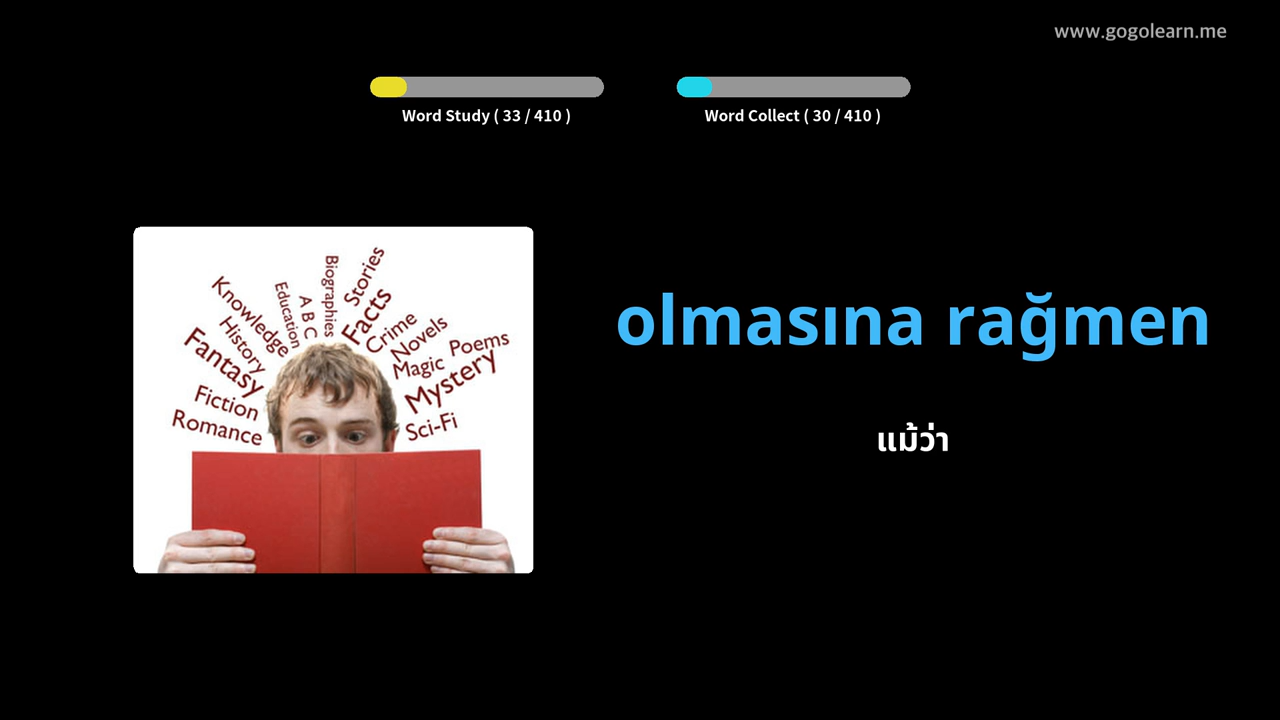 www.gogolearn.me
Word Study ( 33 / 410 )
Word Collect ( 30 / 410 )
Knowledge
Education
A B C
Biographies
Stories
Facts
Crime
Novels
Poems
Magic
Mystery
Sci-Fi
History
Fantasy
Fiction
Romance
olmasına rağmen
แม้ว่า